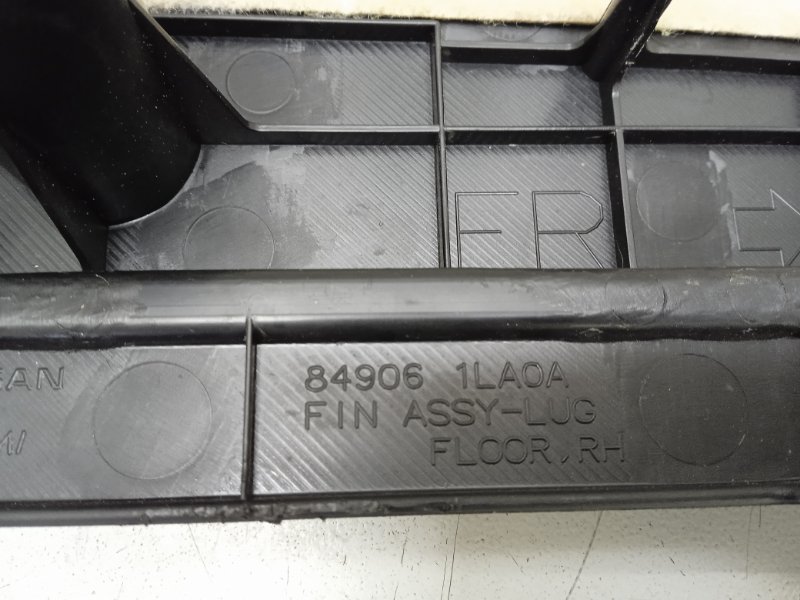 FR
84906 1LA0A
FIN ASSY-LUG
FLOOR, RH